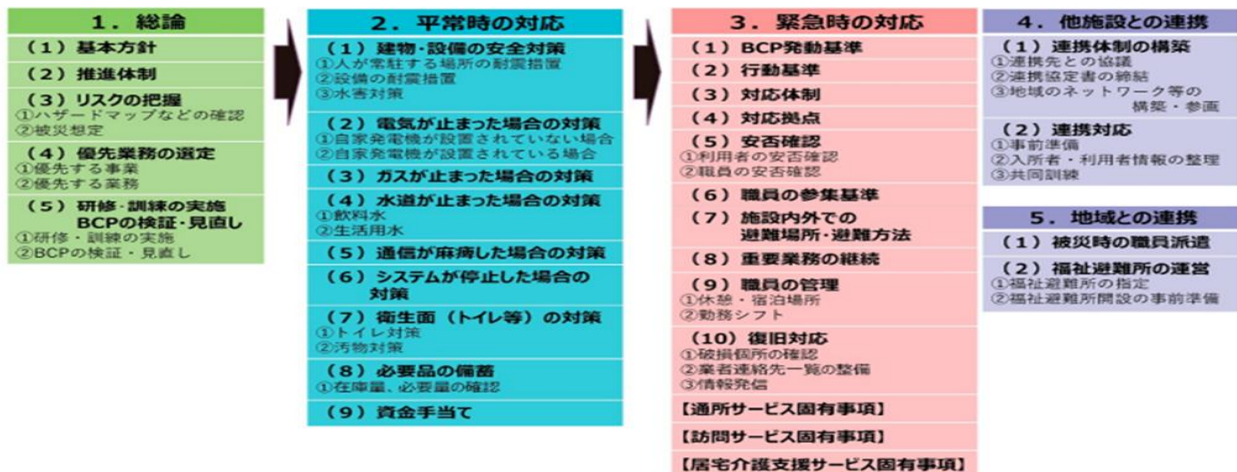 1．総論
（1）基本方針
（2）推進体制
（3）リスクの把握
①ハザードマップなどの確認
②被災想定
（4）優先業務の選定
①優先する事業
②優先する業務
（5）研修・訓練の実施
BCPの検証・見直し
①研修・訓練の実施
②BCPの検証・見直し
2．平常時の対応
（1）建物・設備の安全対策
①人が常駐する場所の耐震措置
②設備の耐震措置
③水害対策
（2）電気が止まった場合の対策
①自家発電機が設置されていない場合
②自家発電機が設置されている場合
（3）ガスが止まった場合の対策
（4）水道が止まった場合の対策
①飲料水
②生活用水
（5）通信が麻痺した場合の対策
（6）システムが停止した場合の
対策
（7）衛生面（トイレ等）の対策
①トイレ対策
②汚物対策
（8）必要品の備蓄
①在庫量、必要量の確認
（9）資金手当て
3．緊急時の対応
（1）BCP発動基準
（2）行動基準
（3）対応体制
（4）対応拠点
（5）安否確認
①利用者の安否確認
②職員の安否確認
（6）職員の参集基準
（7）施設内外での
避難場所・避難方法
（8）重要業務の継続
（9）職員の管理
①休憩・宿泊場所
②勤務シフト
（10）復旧対応
①破損個所の確認
②業者連絡先一覧の整備
③情報発信
【通所サービス固有事項】
【訪問サービス固有事項】
【居宅介護支援サービス固有事項】
4．他施設との連携
（1）連携体制の構築
①連携先との協議
②連携協定書の締結
③地域のネットワーク等の
構築・参画
（2）連携対応
①事前準備
②入所者・利用者情報の整理
③共同訓練
5．地域との連携
（1）被災時の職員派遣
（2）福祉避難所の運営
①福祉避難所の指定
②福祉避難所開設の事前準備